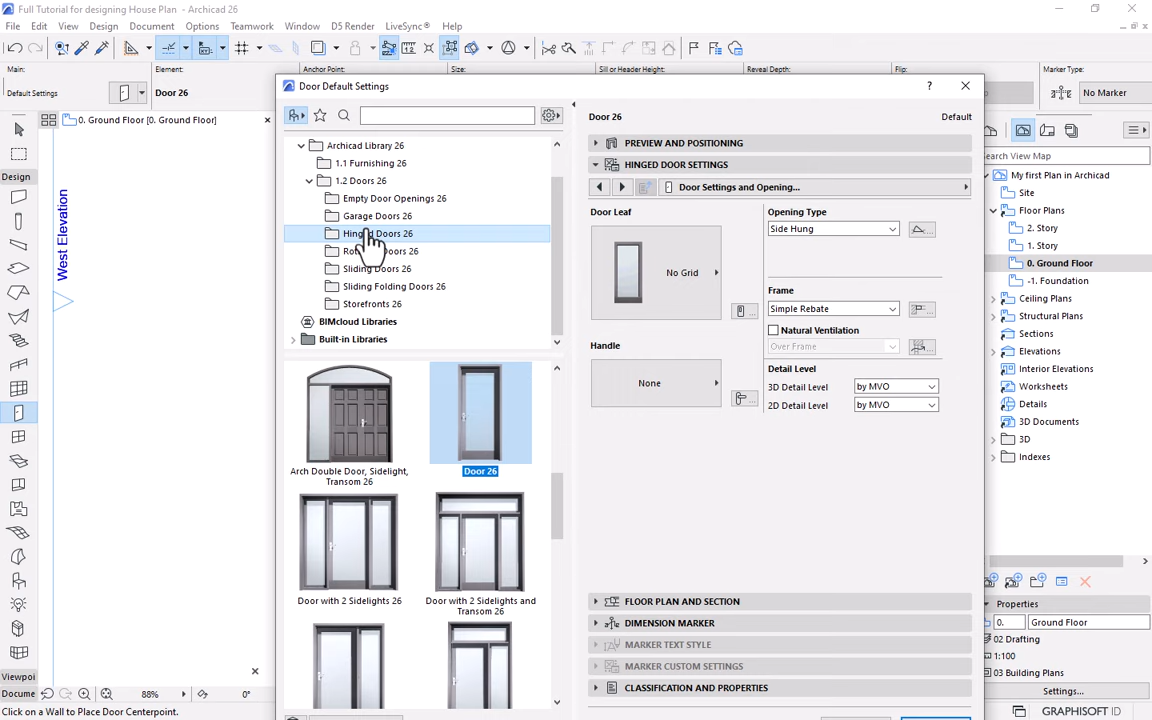 Full Tutorial for designing House Plan - Archicad 26
File Edit View Design Document Options Teamwork Window D5 Render LiveSync® Help
Main: Element: Anchor Point: Size: Sill or Header Height: Reveal Depth: Flip: Marker Type:
Default Settings Door 26 No Marker
Door Default Settings ?
0. Ground Floor [0. Ground Floor]
Door 26 Default
Archicad Library 26
1.1 Furnishing 26
1.2 Doors 26
Empty Door Openings 26
Garage Doors 26
Hinged Doors 26
Doors 26
Sliding Doors 26
Sliding Folding Doors 26
Storefronts 26
BIMcloud Libraries
Built-in Libraries
Arch Double Door, Sidelight, Transom 26
Door 26
Door with 2 Sidelights 26
Door with 2 Sidelights and Transom 26
PREVIEW AND POSITIONING
HINGED DOOR SETTINGS
Door Settings and Opening...
Door Leaf
No Grid
Handle
None
Opening Type
Side Hung
Frame
Simple Rebate
Natural Ventilation
Over Frame
Detail Level
3D Detail Level by MVO
2D Detail Level by MVO
FLOOR PLAN AND SECTION
DIMENSION MARKER
MARKER TEXT STYLE
MARKER CUSTOM SETTINGS
CLASSIFICATION AND PROPERTIES
search View Map
My first Plan in Archicad
Site
Floor Plans
2. Story
1. Story
0. Ground Floor
-1. Foundation
Ceiling Plans
Structural Plans
Sections
Elevations
Interior Elevations
Worksheets
Details
3D Documents
3D
Indexes
Properties
0. Ground Floor
02 Drafting
1:100
03 Building Plans
Settings...
GRAPHISOFT ID
Design
West Elevation
Viewpoi
Docume
88% 0°
Click on a Wall to Place Door Centerpoint.